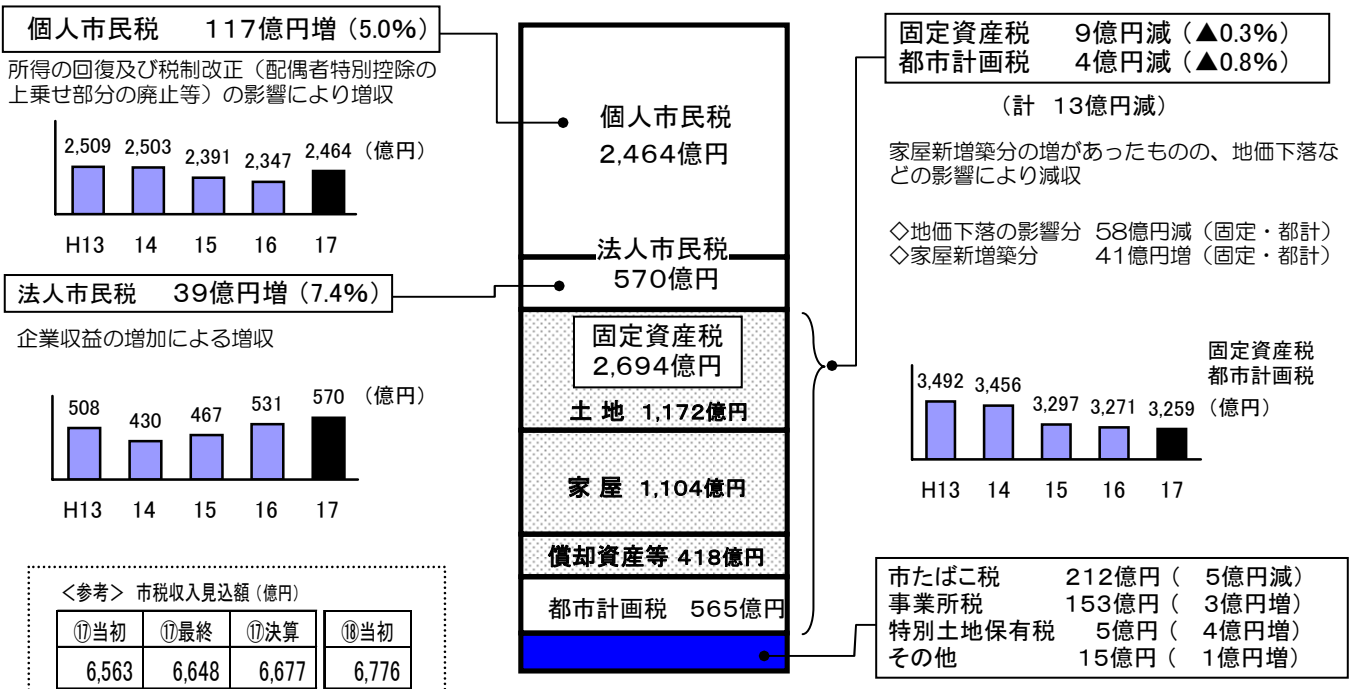 個人市民税 117億円増（5.0%）
所得の回復及び税制改正（配偶者特別控除の
上乗せ部分の廃止等）の影響により増収
2,509 2,503 2,391 2,347 2,464（億円）
H13 14 15 16 17
法人市民税 39億円増（7.4%）
企業収益の増加による増収
508 430 467 531 570（億円）
H13 14 15 16 17
＜参考＞ 市税収入見込額（億円）
⑰当初 ⑰最終 ⑰決算 ⑱当初
6,563 6,648 6,677 6,776
個人市民税
2,464億円
法人市民税
570億円
固定資産税
2,694億円
土 地 1,172億円
家 屋 1,104億円
償却資産等 418億円
都市計画税 565億円
固定資産税 9億円減（▲0.3%）
都市計画税 4億円減（▲0.8%）
（計 13億円減）
家屋新増築分の増があったものの、地価下落な
どの影響により減収
◇地価下落の影響分 58億円減（固定・都計）
◇家屋新増築分 41億円増（固定・都計）
固定資産税
都市計画税
（億円）
3,492 3,456 3,297 3,271 3,259
H13 14 15 16 17
市たばこ税 212億円（ 5億円減）
事業所税 153億円（ 3億円増）
特別土地保有税 5億円（ 4億円増）
その他 15億円（ 1億円増）